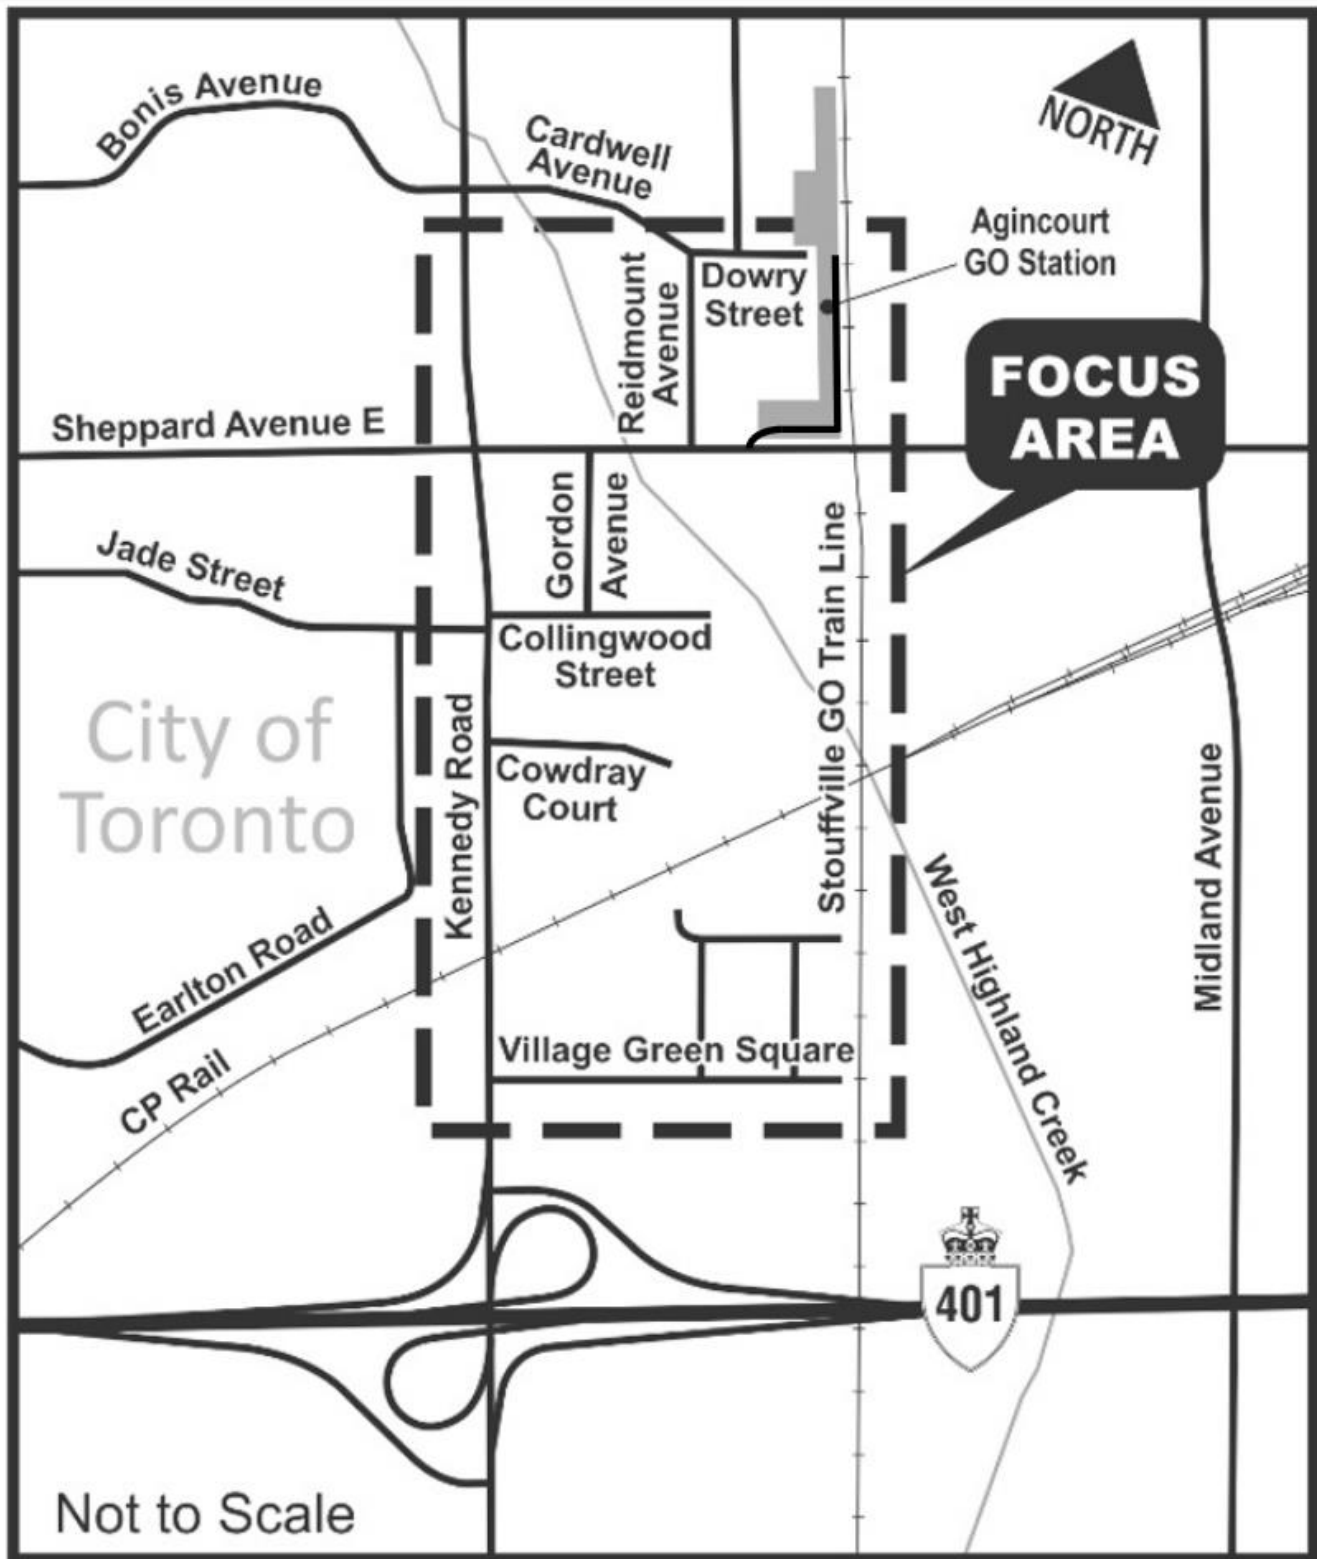 Bonis Avenue
Cardwell
Avenue
NORTH
Agincourt
GO Station
Reidmount
Avenue
Dowry
Street
FOCUS
AREA
Sheppard Avenue E
Gordon
Avenue
Jade Street
Collingwood
Street
Stouffville GO Train Line
City of
Toronto
Kennedy Road
Cowdray
Court
Midland Avenue
West Highland Creek
Earlton Road
CP Rail
Village Green Square
401
Not to Scale